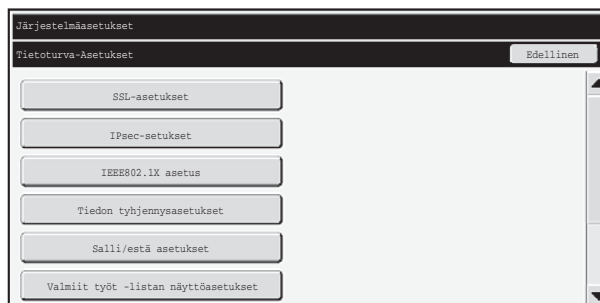 Järjestelmäasetukset
Tietoturva-Asetukset
Edellinen
SSL-asetukset
IPsec-setukset
IEEE802.1X asetus
Tiedon tyhjennysasetukset
Salli/estä asetukset
Valmiit työt -listan näyttöasetukset